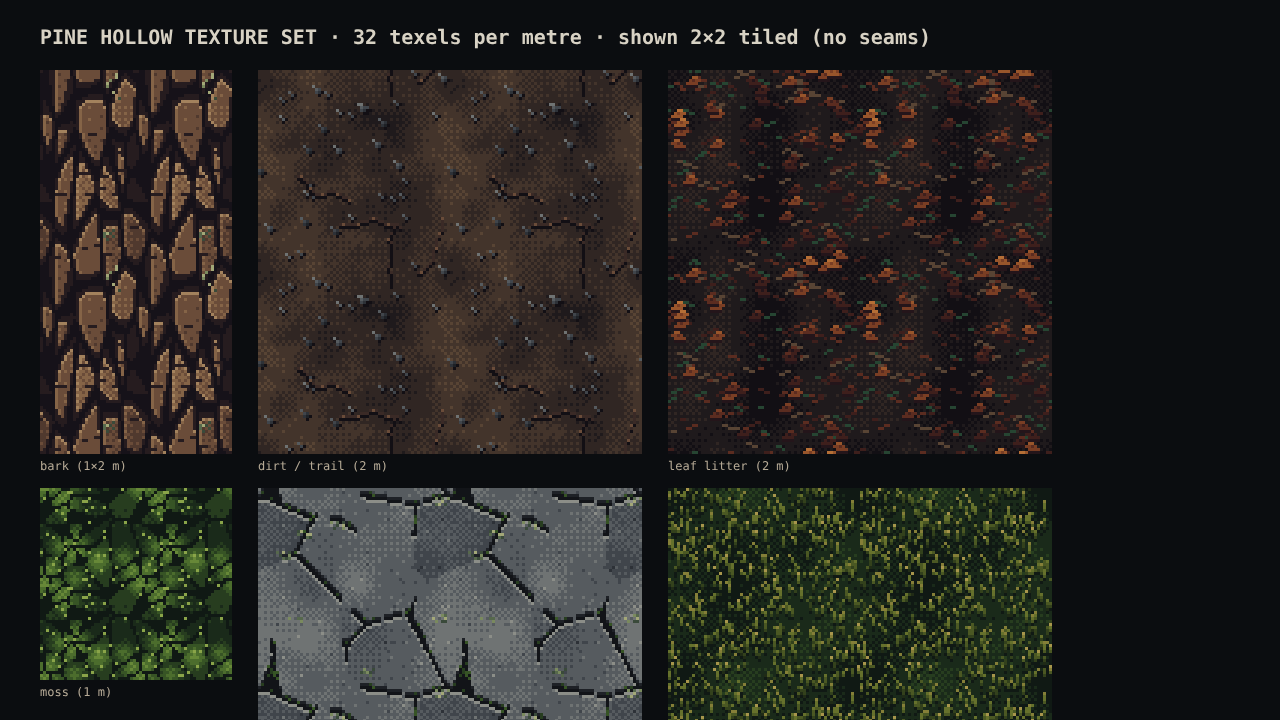 PINE HOLLOW TEXTURE SET · 32 texels per metre · shown 2×2 tiled (no seams)
bark (1×2 m)
dirt / trail (2 m)
leaf litter (2 m)
moss (1 m)